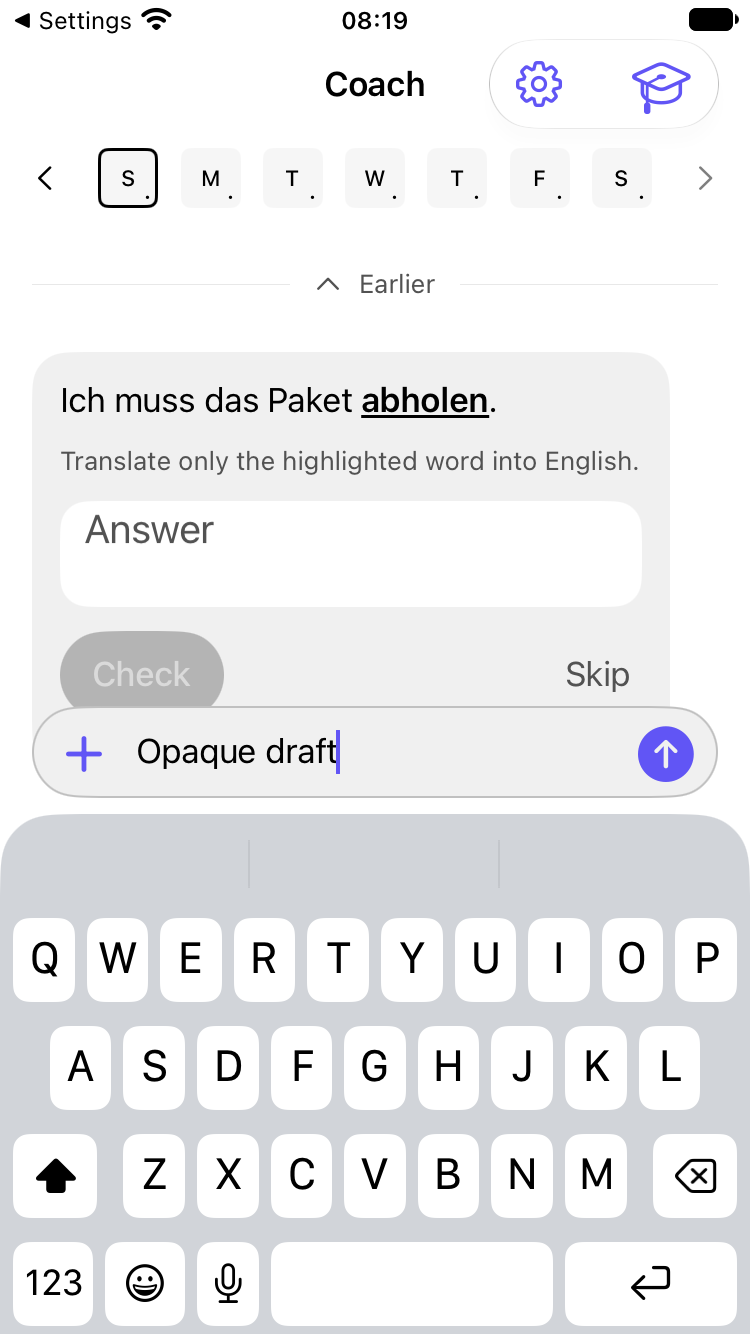 Settings
08:19
Coach
S. M. T. W. T. F. S.
Earlier
Ich muss das Paket abholen.
Translate only the highlighted word into English.
Answer
Check
Skip
Opaque draft
Q W E R T Y U I O P
A S D F G H J K L
Z X C V B N M
123